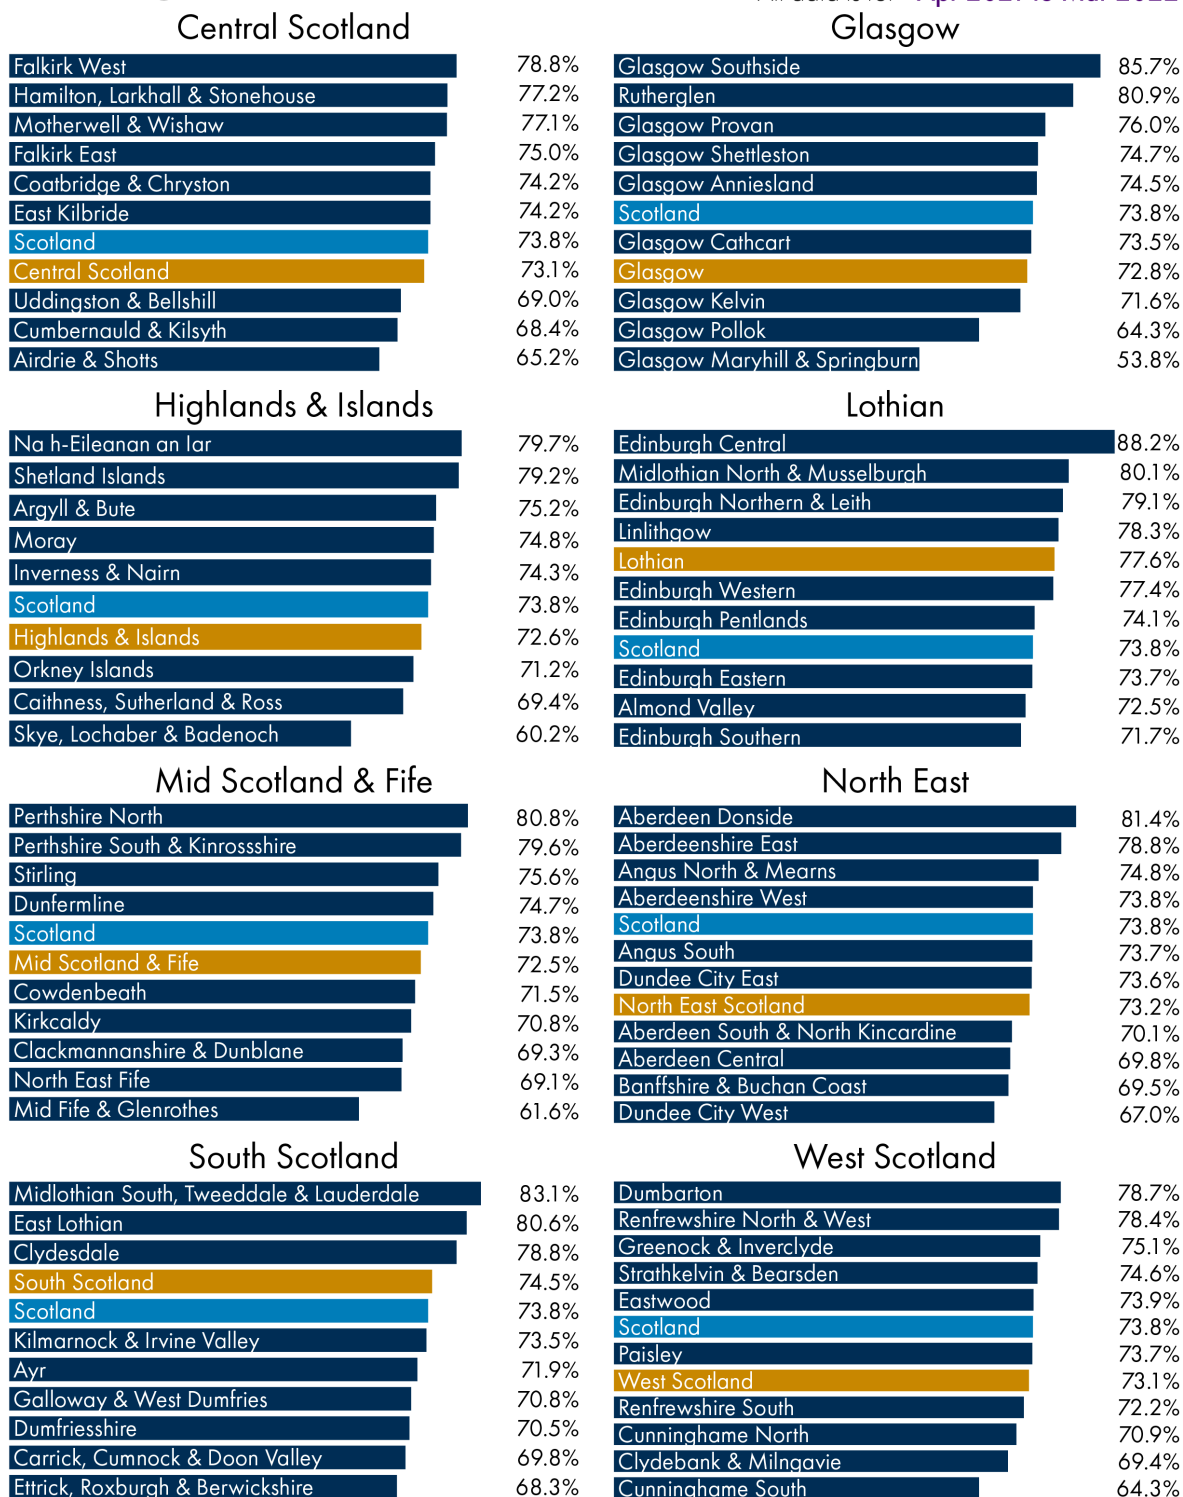 Central Scotland
Falkirk West 78.8%
Hamilton, Larkhall & Stonehouse 77.2%
Motherwell & Wishaw 77.1%
Falkirk East 75.0%
Coatbridge & Chryston 74.2%
East Kilbride 74.2%
Scotland 73.8%
Central Scotland 73.1%
Uddingston & Bellshill 69.0%
Cumbernauld & Kilsyth 68.4%
Airdrie & Shotts 65.2%
Glasgow
Glasgow Southside 85.7%
Rutherglen 80.9%
Glasgow Provan 76.0%
Glasgow Shettleston 74.7%
Glasgow Anniesland 74.5%
Scotland 73.8%
Glasgow Cathcart 73.5%
Glasgow 72.8%
Glasgow Kelvin 71.6%
Glasgow Pollok 64.3%
Glasgow Maryhill & Springburn 53.8%
Highlands & Islands
Na h-Eileanan an Iar 79.7%
Shetland Islands 79.2%
Argyll & Bute 75.2%
Moray 74.8%
Inverness & Nairn 74.3%
Scotland 73.8%
Highlands & Islands 72.6%
Orkney Islands 71.2%
Caithness, Sutherland & Ross 69.4%
Skye, Lochaber & Badenoch 60.2%
Lothian
Edinburgh Central 88.2%
Midlothian North & Musselburgh 80.1%
Edinburgh Northern & Leith 79.1%
Linlithgow 78.3%
Lothian 77.6%
Edinburgh Western 77.4%
Edinburgh Pentlands 74.1%
Scotland 73.8%
Edinburgh Eastern 73.7%
Almond Valley 72.5%
Edinburgh Southern 71.7%
Mid Scotland & Fife
Perthshire North 80.8%
Perthshire South & Kinrossshire 79.6%
Stirling 75.6%
Dunfermline 74.7%
Scotland 73.8%
Mid Scotland & Fife 72.5%
Cowdenbeath 71.5%
Kirkcaldy 70.8%
Clackmannanshire & Dunblane 69.3%
North East Fife 69.1%
Mid Fife & Glenrothes 61.6%
North East
Aberdeen Donside 81.4%
Aberdeenshire East 78.8%
Angus North & Mearns 74.8%
Aberdeenshire West 73.8%
Scotland 73.8%
Angus South 73.7%
Dundee City East 73.6%
North East Scotland 73.2%
Aberdeen South & North Kincardine 70.1%
Aberdeen Central 69.8%
Banffshire & Buchan Coast 69.5%
Dundee City West 67.0%
South Scotland
Midlothian South, Tweeddale & Lauderdale 83.1%
East Lothian 80.6%
Clydesdale 78.8%
South Scotland 74.5%
Scotland 73.8%
Kilmarnock & Irvine Valley 73.5%
Ayr 71.9%
Galloway & West Dumfries 70.8%
Dumfriesshire 70.5%
Carrick, Cumnock & Doon Valley 69.8%
Ettrick, Roxburgh & Berwickshire 68.3%
West Scotland
Dumbarton 78.7%
Renfrewshire North & West 78.4%
Greenock & Inverclyde 75.1%
Strathkelvin & Bearsden 74.6%
Eastwood 73.9%
Scotland 73.8%
Paisley 73.7%
West Scotland 73.1%
Renfrewshire South 72.2%
Cunninghame North 70.9%
Clydebank & Milngavie 69.4%
Cunninghame South 64.3%